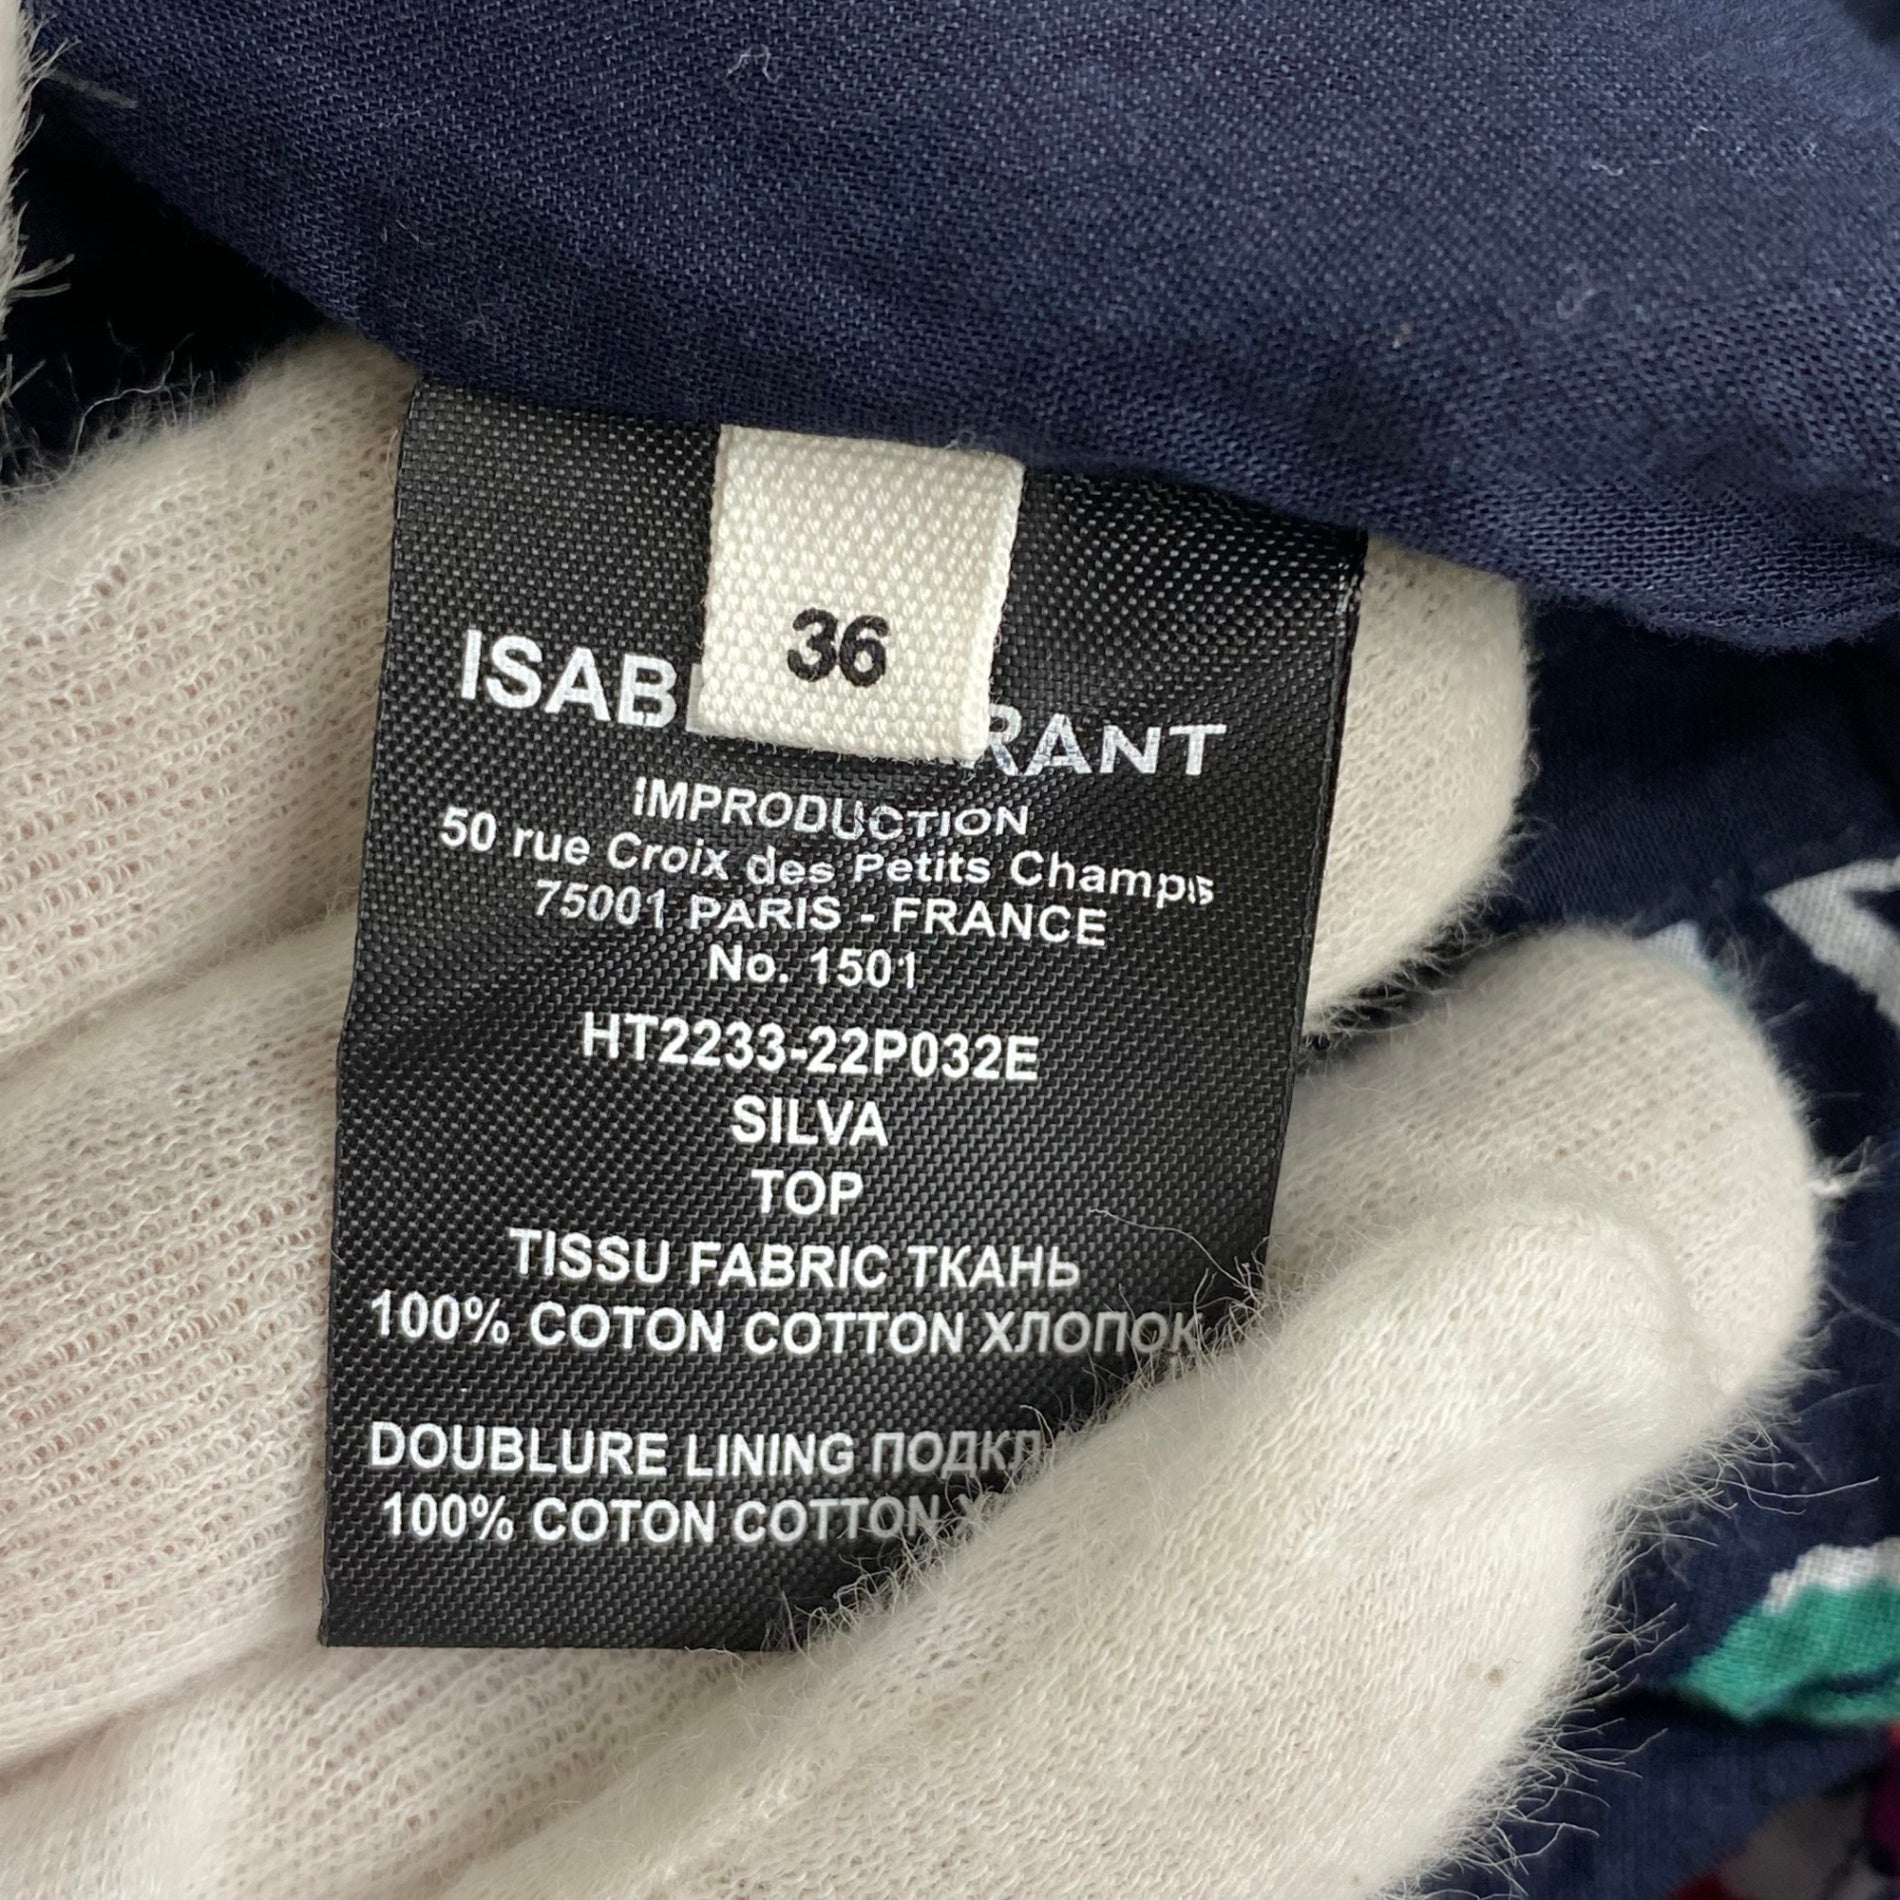 36
ISAB RANT
IMPRODUCTION
50 rue Croix des Petits Champs
75001 PARIS - FRANCE
No. 1501
HT2233-22P032E
SILVA
TOP
TISSU FABRIC ТКАНЬ
100% COTON COTTON ХЛОПОК
DOUBLURE LINING ПОДКЛ
100% COTON COTTON Х